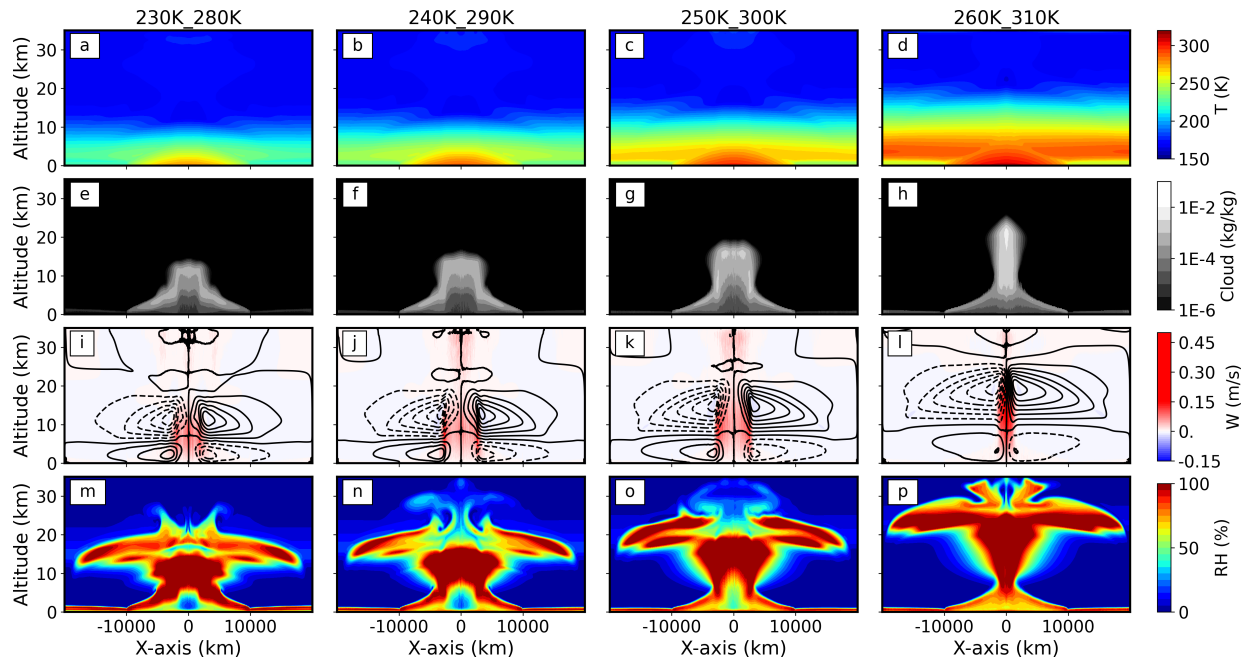 230K_280K 240K_290K 250K_300K 260K_310K
Altitude (km) 30 20 10 0 a b c d 300 250 200 150 T (K)
Altitude (km) 30 20 10 0 e f g h 1E-2 1E-4 1E-6 Cloud (kg/kg)
Altitude (km) 30 20 10 0 i j k l 0.45 0.30 0.15 0. -0.15 W (m/s)
Altitude (km) 30 20 10 0 m n o p 100 50 0 RH (%)
-10000 0 10000 -10000 0 10000 -10000 0 10000 -10000 0 10000
X-axis (km) X-axis (km) X-axis (km) X-axis (km)